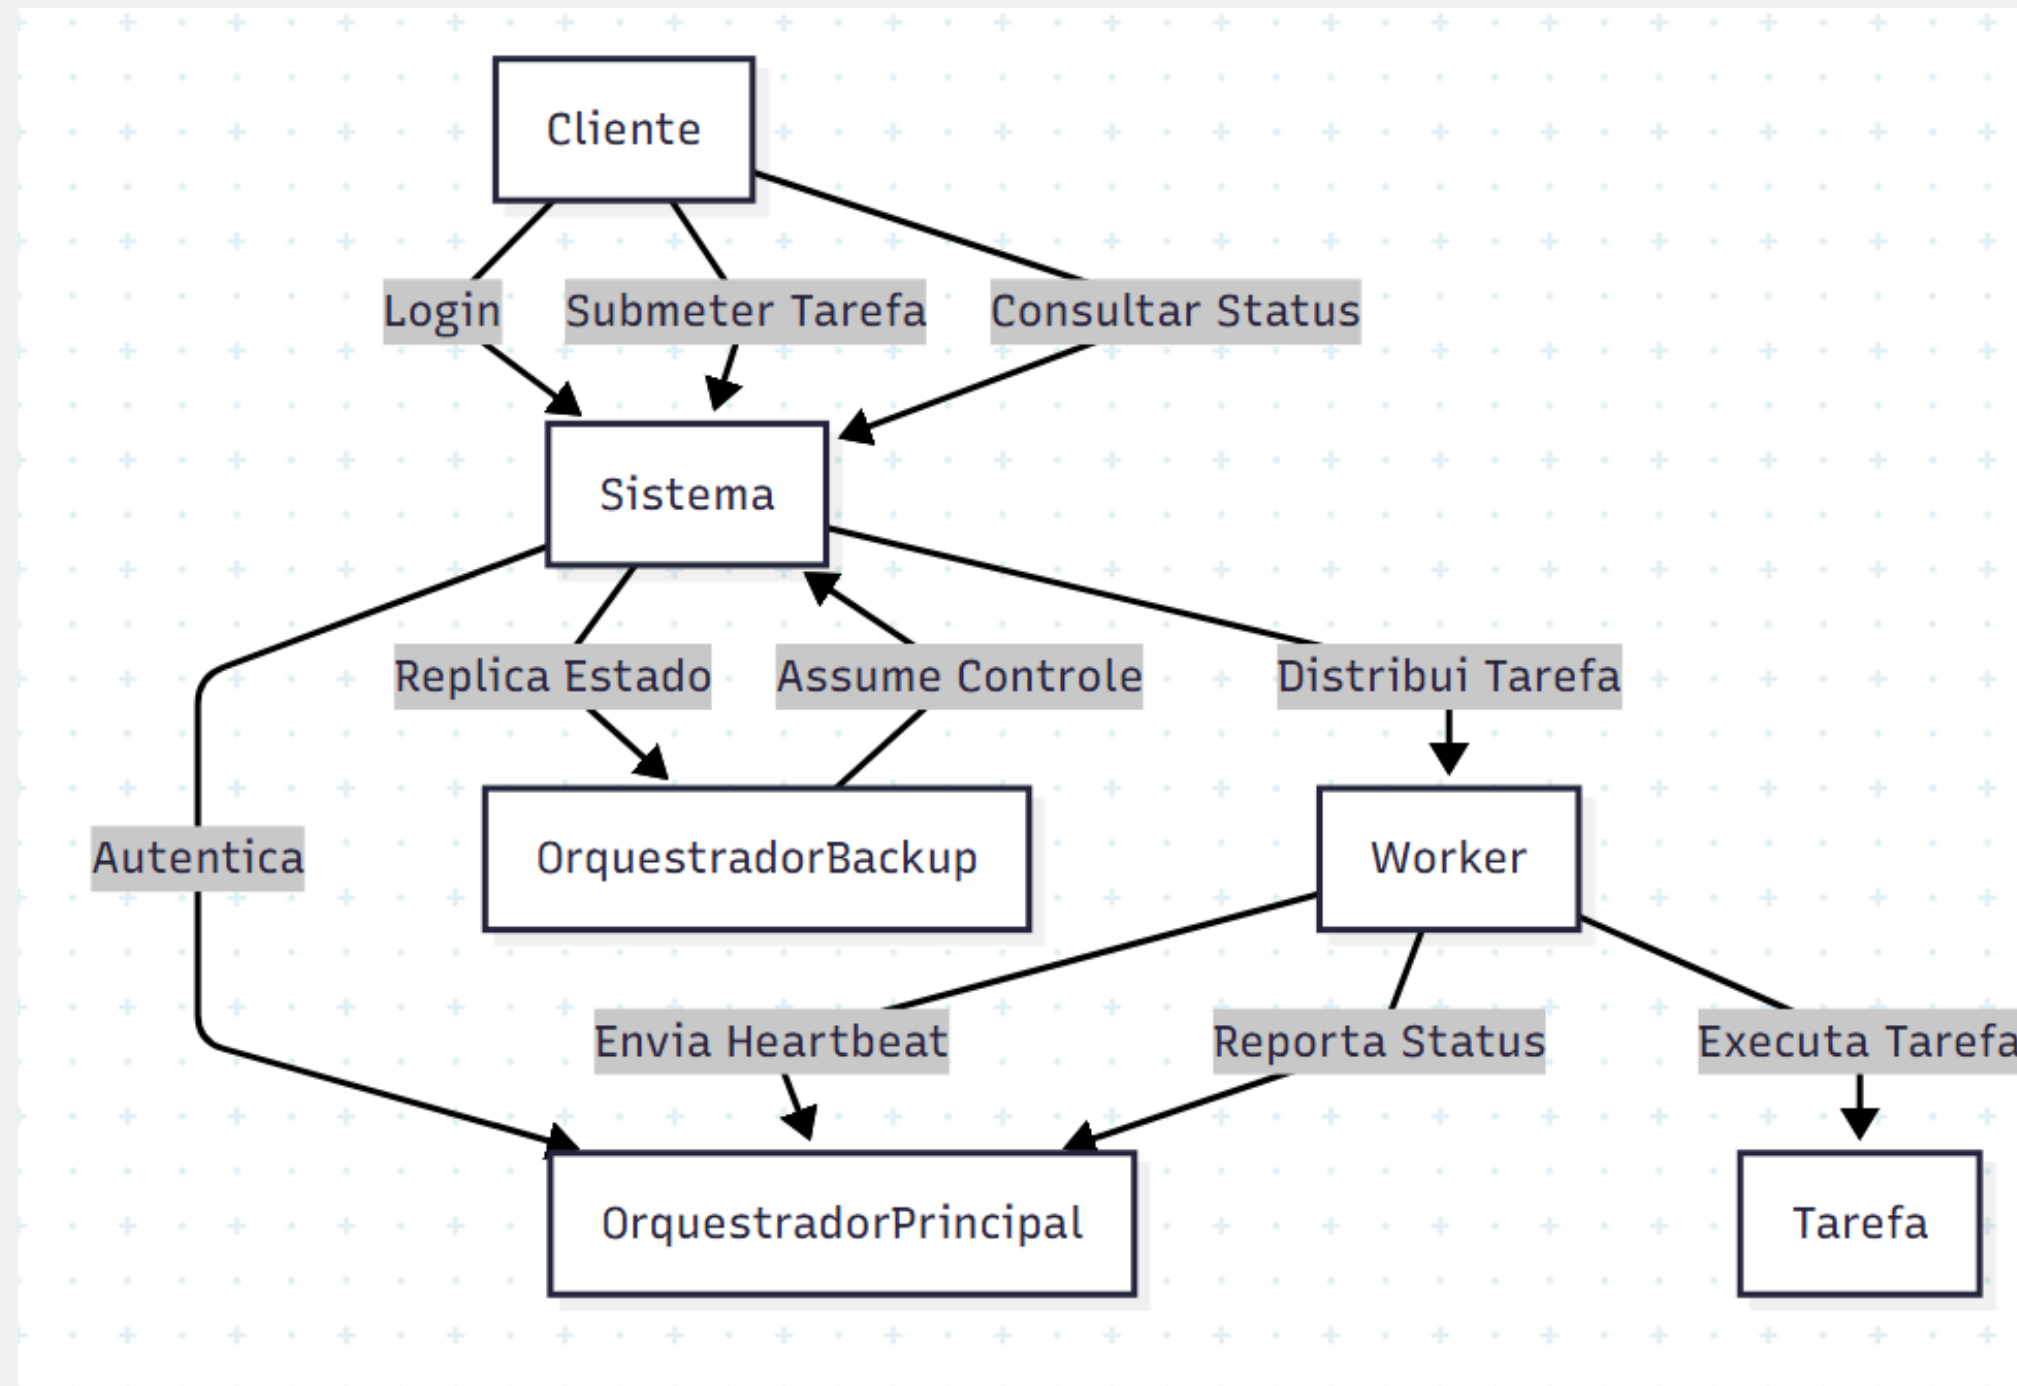 Cliente
Login
Submeter Tarefa
Consultar Status
Sistema
Replica Estado
Assume Controle
Distribui Tarefa
Autentica
OrquestradorBackup
Worker
Envia Heartbeat
Reporta Status
Executa Tarefa
OrquestradorPrincipal
Tarefa